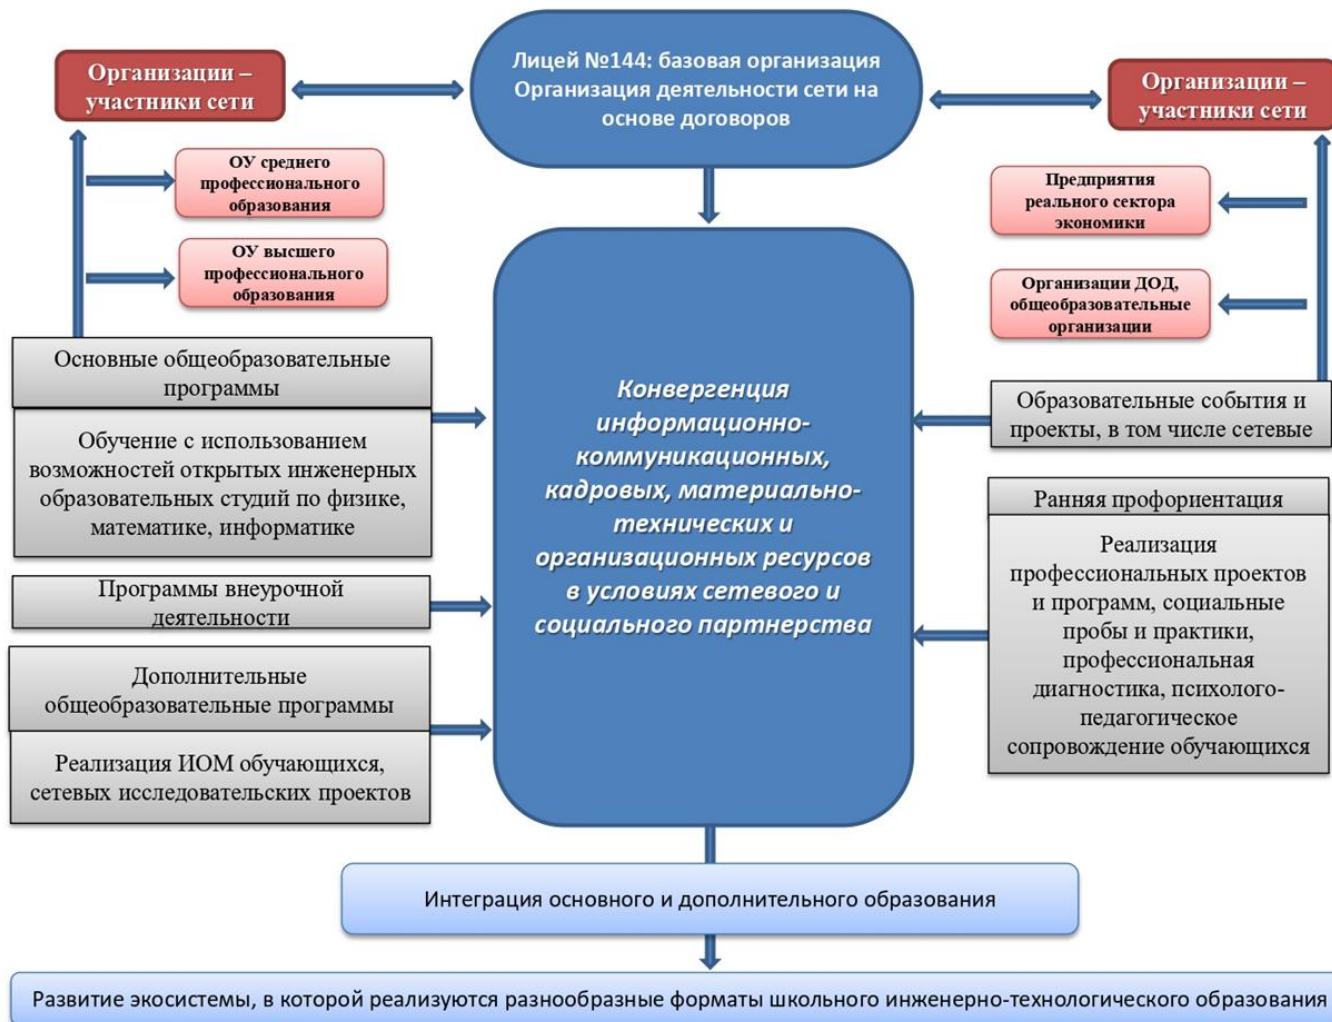 Лицей №144: базовая организация
Организация деятельности сети на
основе договоров
Организации –
участники сети
Организации –
участники сети
ОУ среднего
профессионального
образования
ОУ высшего
профессионального
образования
Предприятия
реального сектора
экономики
Организации ДОД,
общеобразовательные
организации
Основные общеобразовательные
программы
Обучение с использованием
возможностей открытых инженерных
образовательных студий по физике,
математике, информатике
Программы внеурочной
деятельности
Дополнительные
общеобразовательные программы
Реализация ИОМ обучающихся,
сетевых исследовательских проектов
Конвергенция
информационно-
коммуникационных,
кадровых, материально-
технических и
организационных ресурсов
в условиях сетевого и
социального партнерства
Образовательные события и
проекты, в том числе сетевые
Ранняя профориентация
Реализация
профессиональных проектов
и программ, социальные
пробы и практики,
профессиональная
диагностика, психолого-
педагогическое
сопровождение обучающихся
Интеграция основного и дополнительного образования
Развитие экосистемы, в которой реализуются разнообразные форматы школьного инженерно-технологического образования